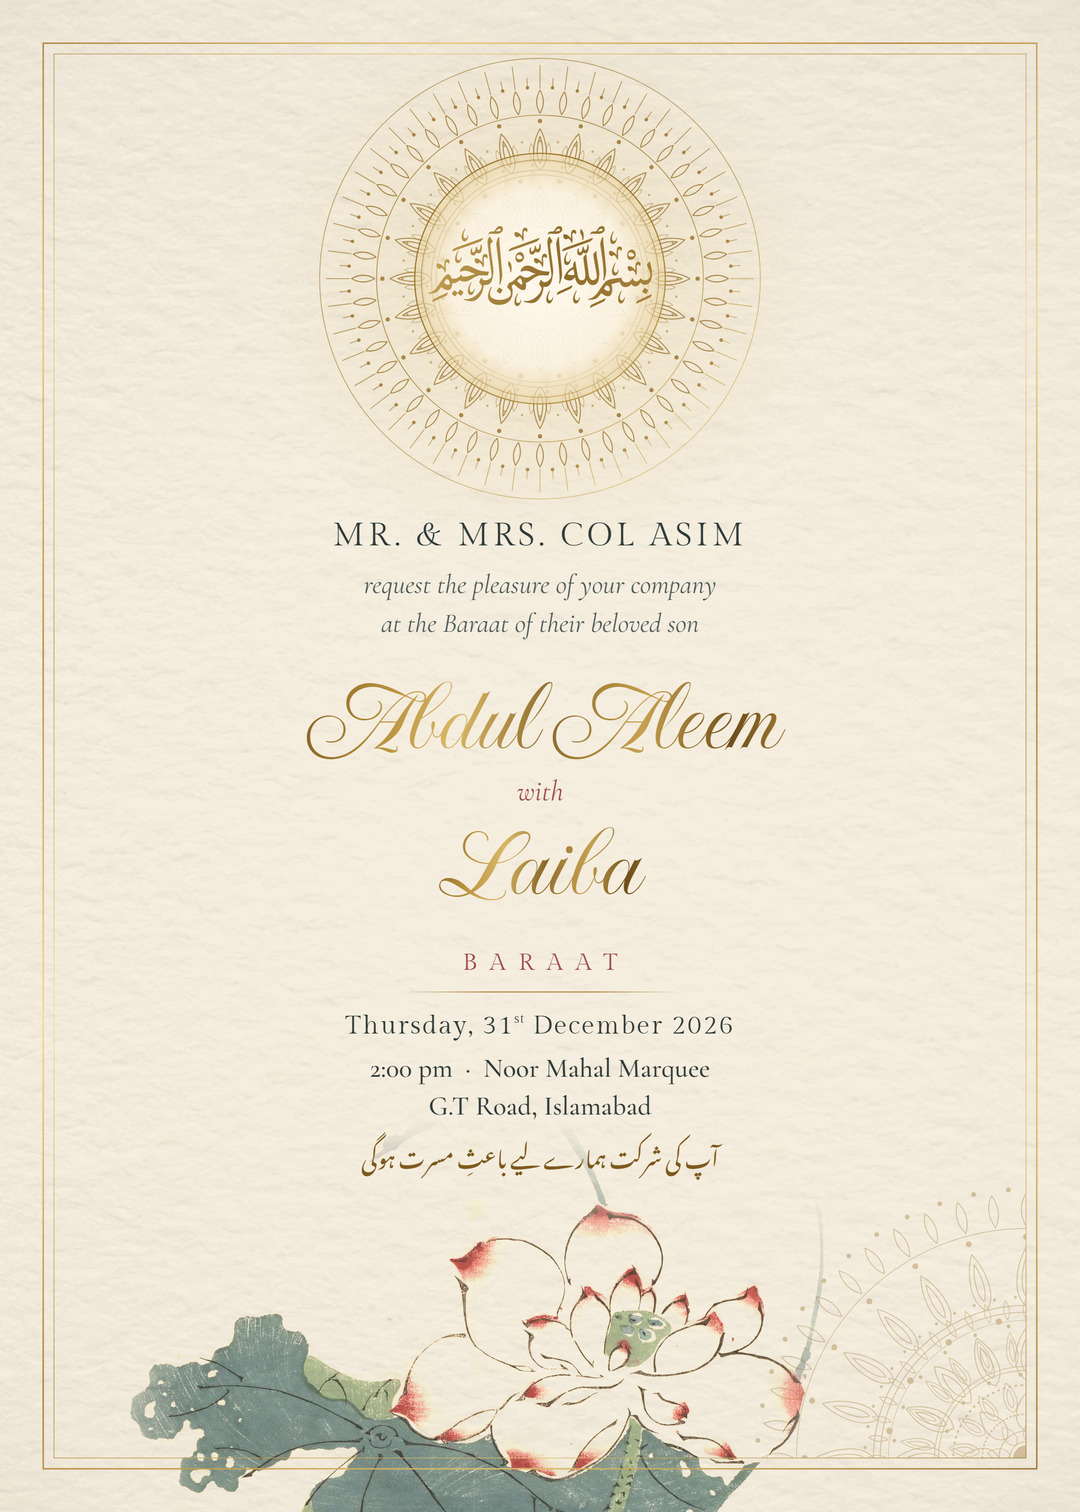 بِسْمِ اللَّهِ الرَّحْمَٰنِ الرَّحِيمِ
MR. & MRS. COL ASIM
request the pleasure of your company
at the Baraat of their beloved son
Abdul Aleem
with
Laiba
BARAAT
Thursday, 31st December 2026
2:00 pm · Noor Mahal Marquee
G.T Road, Islamabad
آپ کی شرکت ہمارے لیے باعثِ مسرت ہوگی